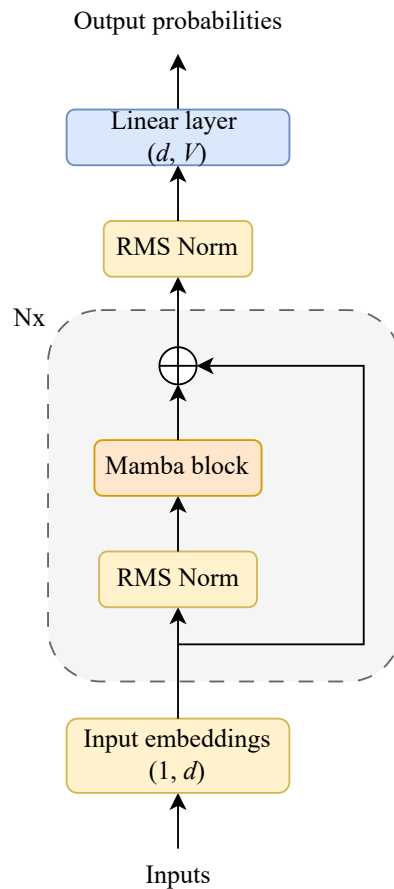 Output probabilities
Linear layer
(d, V)
RMS Norm
Nx
Mamba block
RMS Norm
Input embeddings
(1, d)
Inputs